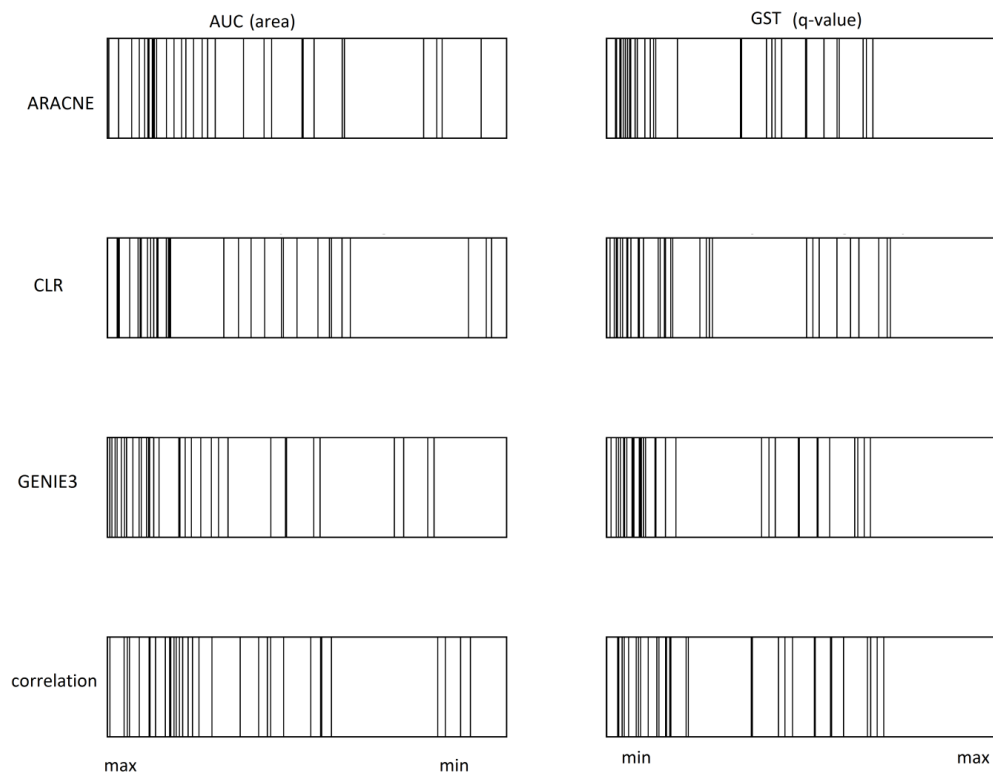 AUC (area)
GST (q-value)
ARACNE
CLR
GENIE3
correlation
max
min
min
max